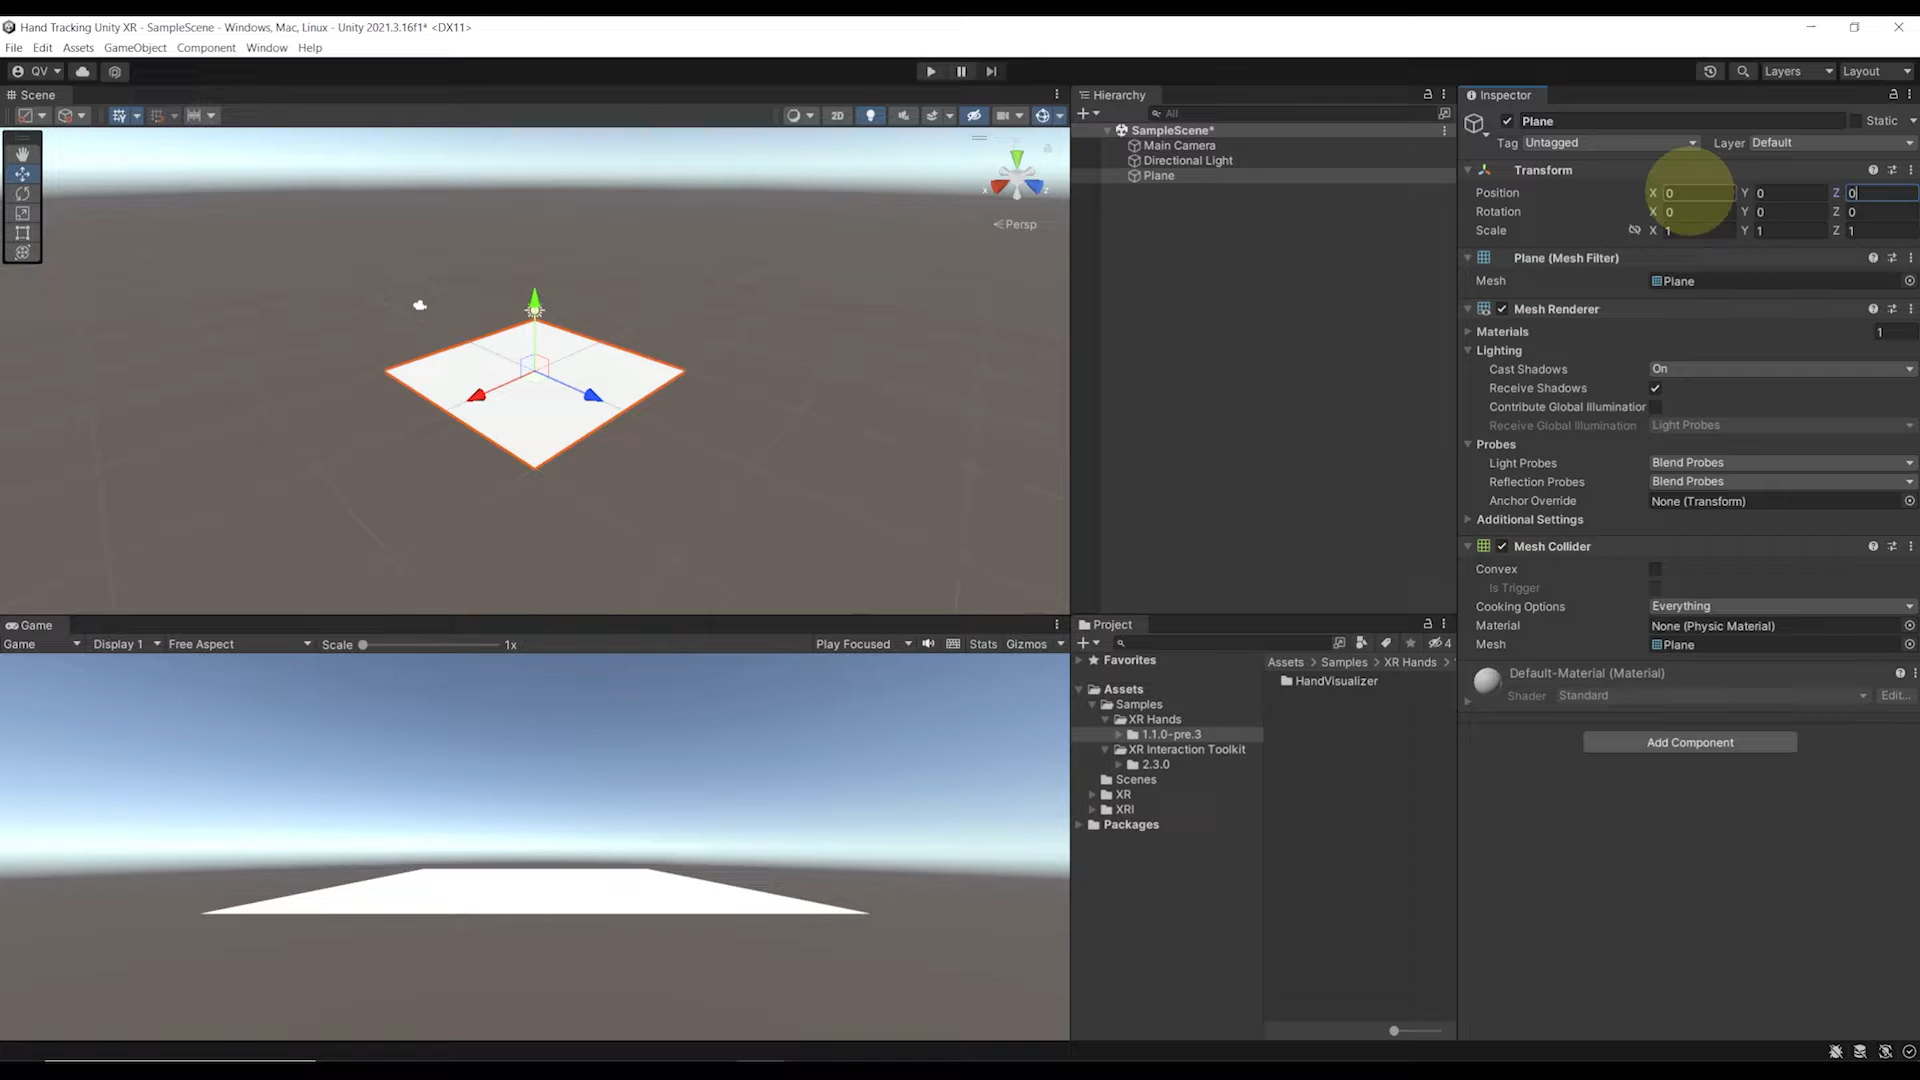 Hand Tracking Unity XR - SampleScene - Windows, Mac, Linux - Unity 2021.3.16f1* <DX11>
File Edit Assets GameObject Component Window Help
QV Layers Layout
Scene
2D
y
x z
Persp
Hierarchy
All
SampleScene*
Main Camera
Directional Light
Plane
Inspector
Plane Static
Tag Untagged Layer Default
Transform
Position X 0 Y 0 Z 0
Rotation X 0 Y 0 Z 0
Scale X 1 Y 1 Z 1
Plane (Mesh Filter)
Mesh Plane
Mesh Renderer
Materials 1
Lighting
Cast Shadows On
Receive Shadows
Contribute Global Illumination
Receive Global Illumination Light Probes
Probes
Light Probes Blend Probes
Reflection Probes Blend Probes
Anchor Override None (Transform)
Additional Settings
Mesh Collider
Convex
Is Trigger
Cooking Options Everything
Material None (Physic Material)
Mesh Plane
Default-Material (Material)
Shader Standard Edit...
Add Component
Game
Game Display 1 Free Aspect Scale 1x Play Focused Stats Gizmos
Project
4
Favorites
Assets
Samples
XR Hands
1.1.0-pre.3
XR Interaction Toolkit
2.3.0
Scenes
XR
XRI
Packages
Assets > Samples > XR Hands >
HandVisualizer